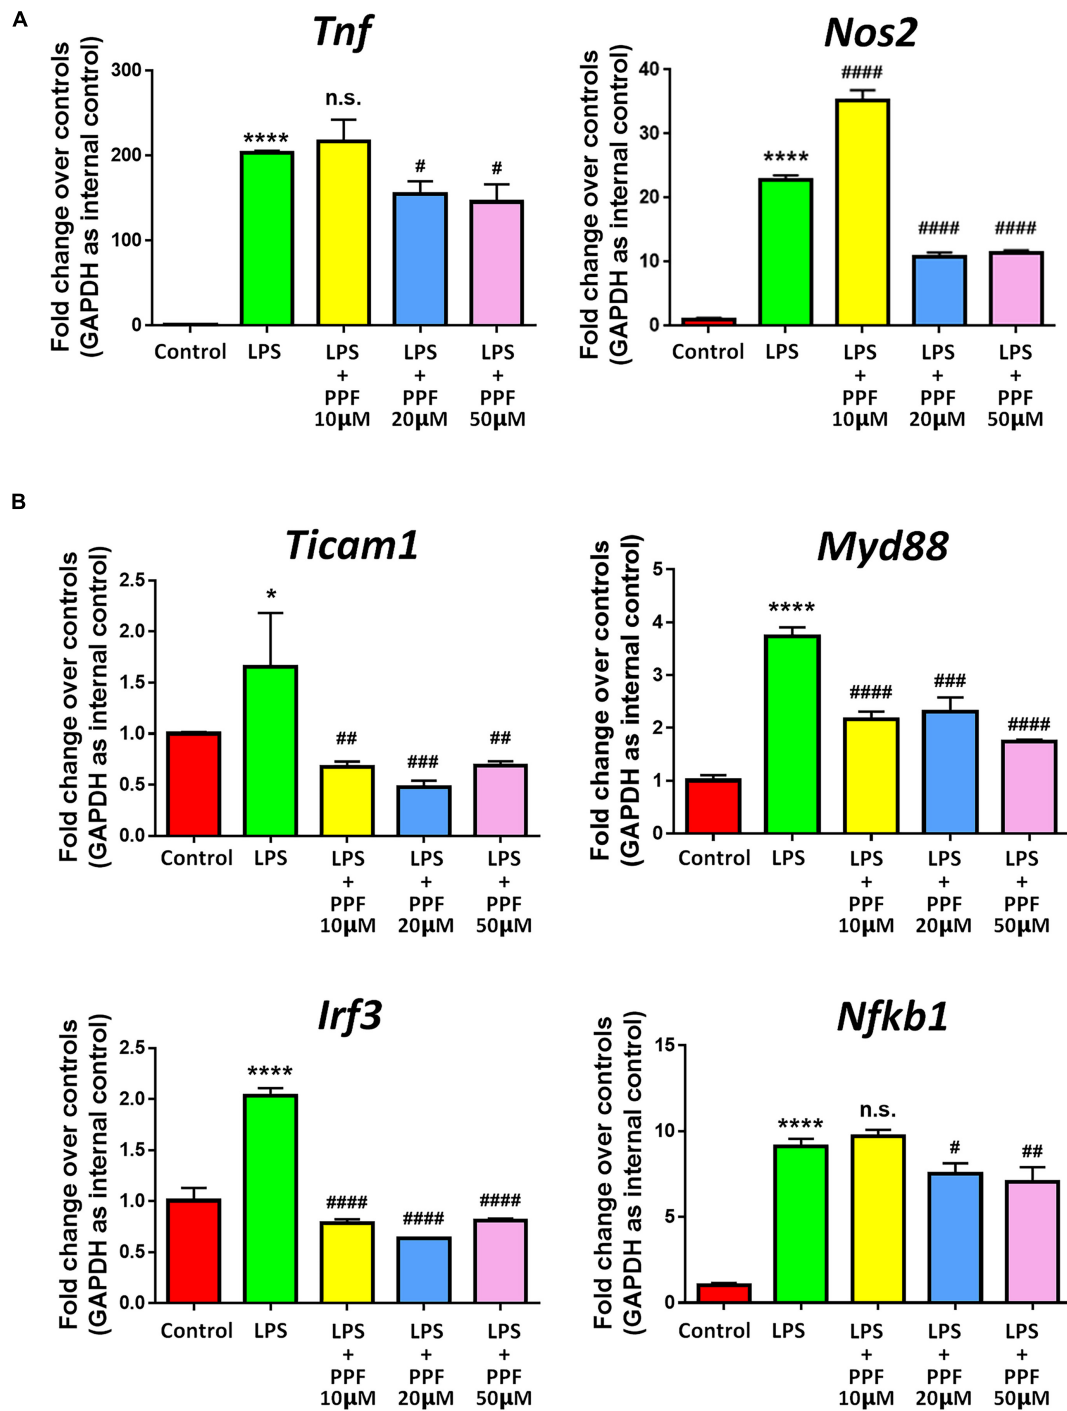 A
Tnf
Fold change over controls
(GAPDH as internal control)
300
200
100
0
****
n.s.
#
#
Control LPS LPS LPS LPS
+ + +
PPF PPF PPF
10µM 20µM 50µM
Nos2
Fold change over controls
(GAPDH as internal control)
40
30
20
10
0
****
####
####
####
Control LPS LPS LPS LPS
+ + +
PPF PPF PPF
10µM 20µM 50µM
B
Ticam1
Fold change over controls
(GAPDH as internal control)
2.5
2.0
1.5
1.0
0.5
0.0
*
##
###
##
Control LPS LPS LPS LPS
+ + +
PPF PPF PPF
10µM 20µM 50µM
Myd88
Fold change over controls
(GAPDH as internal control)
5
4
3
2
1
0
****
####
###
####
Control LPS LPS LPS LPS
+ + +
PPF PPF PPF
10µM 20µM 50µM
Irf3
Fold change over controls
(GAPDH as internal control)
2.5
2.0
1.5
1.0
0.5
0.0
****
####
####
####
Control LPS LPS LPS LPS
+ + +
PPF PPF PPF
10µM 20µM 50µM
Nfkb1
Fold change over controls
(GAPDH as internal control)
15
10
5
0
****
n.s.
#
##
Control LPS LPS LPS LPS
+ + +
PPF PPF PPF
10µM 20µM 50µM